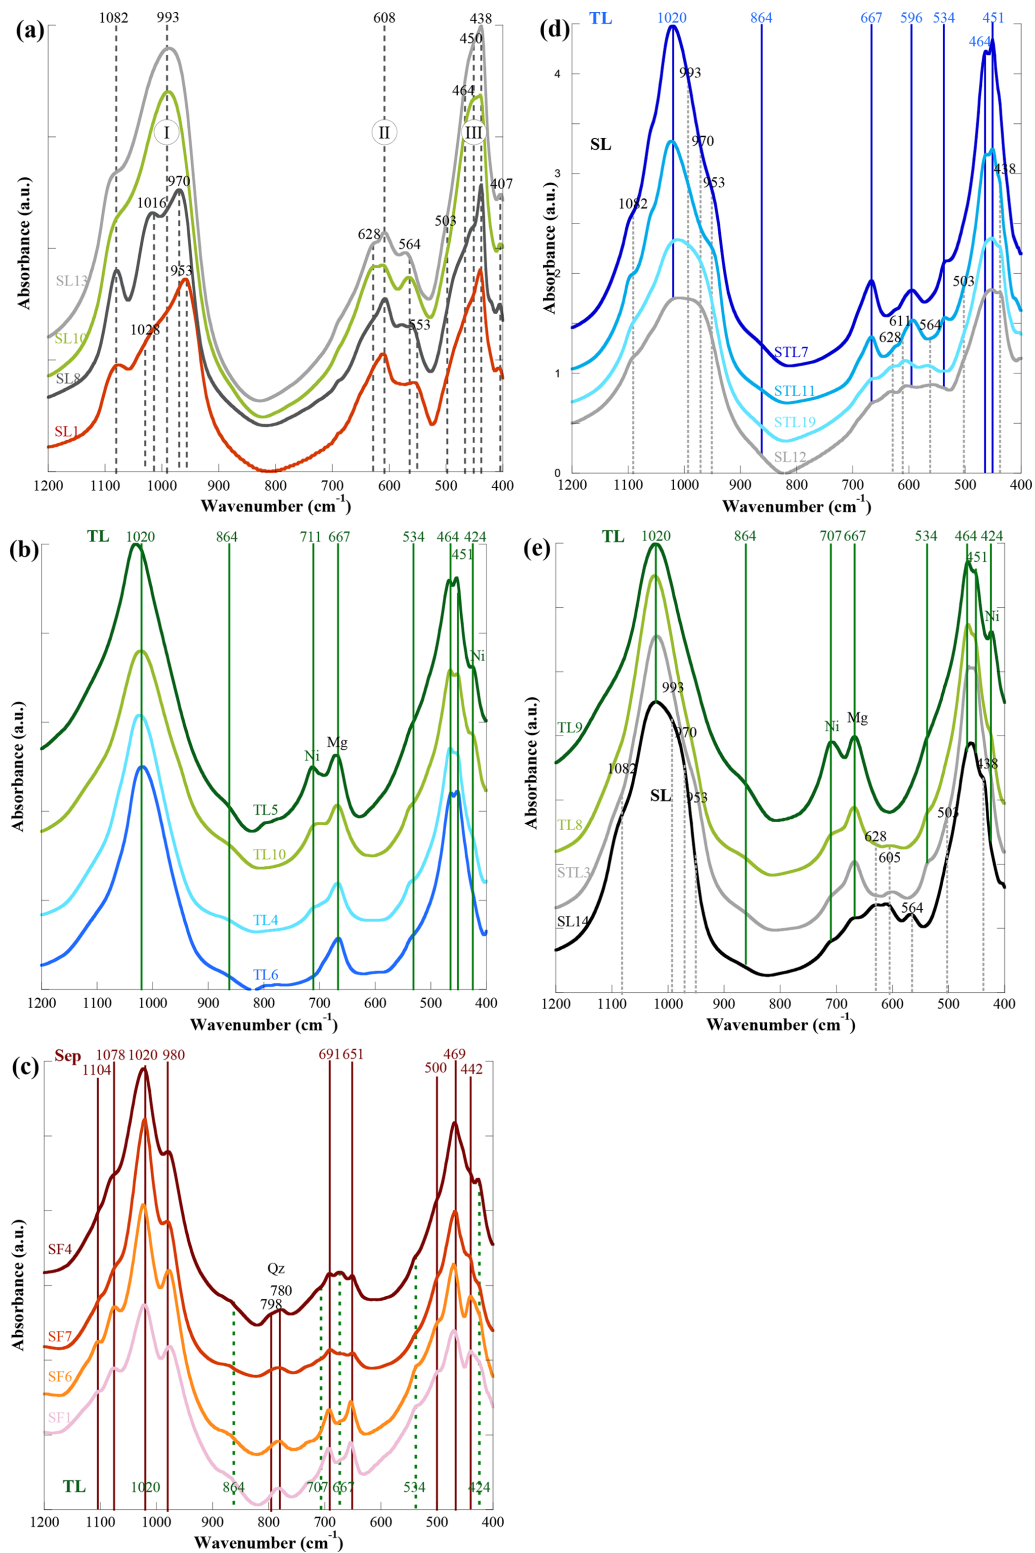 (a)
1082 993 608 438
450
464
I II III
970
1016
407
503
628 564
953
SL13
1028
553
SL10
SL8
SL1
Absorbance (a.u.)
1200 1100 1000 900 800 700 600 500 400
Wavenumber (cm-1)
(d)
TL 1020 864 667 596 534 451
464
4
993
SL
970
3
953
438
1082
2
503
611
564
628
STL7
1
STL11
STL19
SL12
0
Absorbance (a.u.)
1200 1100 1000 900 800 700 600 500 400
Wavenumber (cm-1)
(b)
TL 1020 864 711 667 534 464 424
451
Ni
Mg
Ni
TL5
TL10
TL4
TL6
Absorbance (a.u.)
1200 1100 1000 900 800 700 600 500 400
Wavenumber (cm-1)
(e)
TL 1020 864 707 667 534 464 424
451
Ni
993
Mg
Ni
TL9
970
438
1082
SL
953
503
TL8
628
605
STL3
564
SL14
Absorbance (a.u.)
1200 1100 1000 900 800 700 600 500 400
Wavenumber (cm-1)
(c)
Sep 1078 1020 980 691 651 469
1104 500 442
SF4
Qz
780
798
SF7
SF6
SF1
TL 1020 864 707 667 534 424
Absorbance (a.u.)
1200 1100 1000 900 800 700 600 500 400
Wavenumber (cm-1)